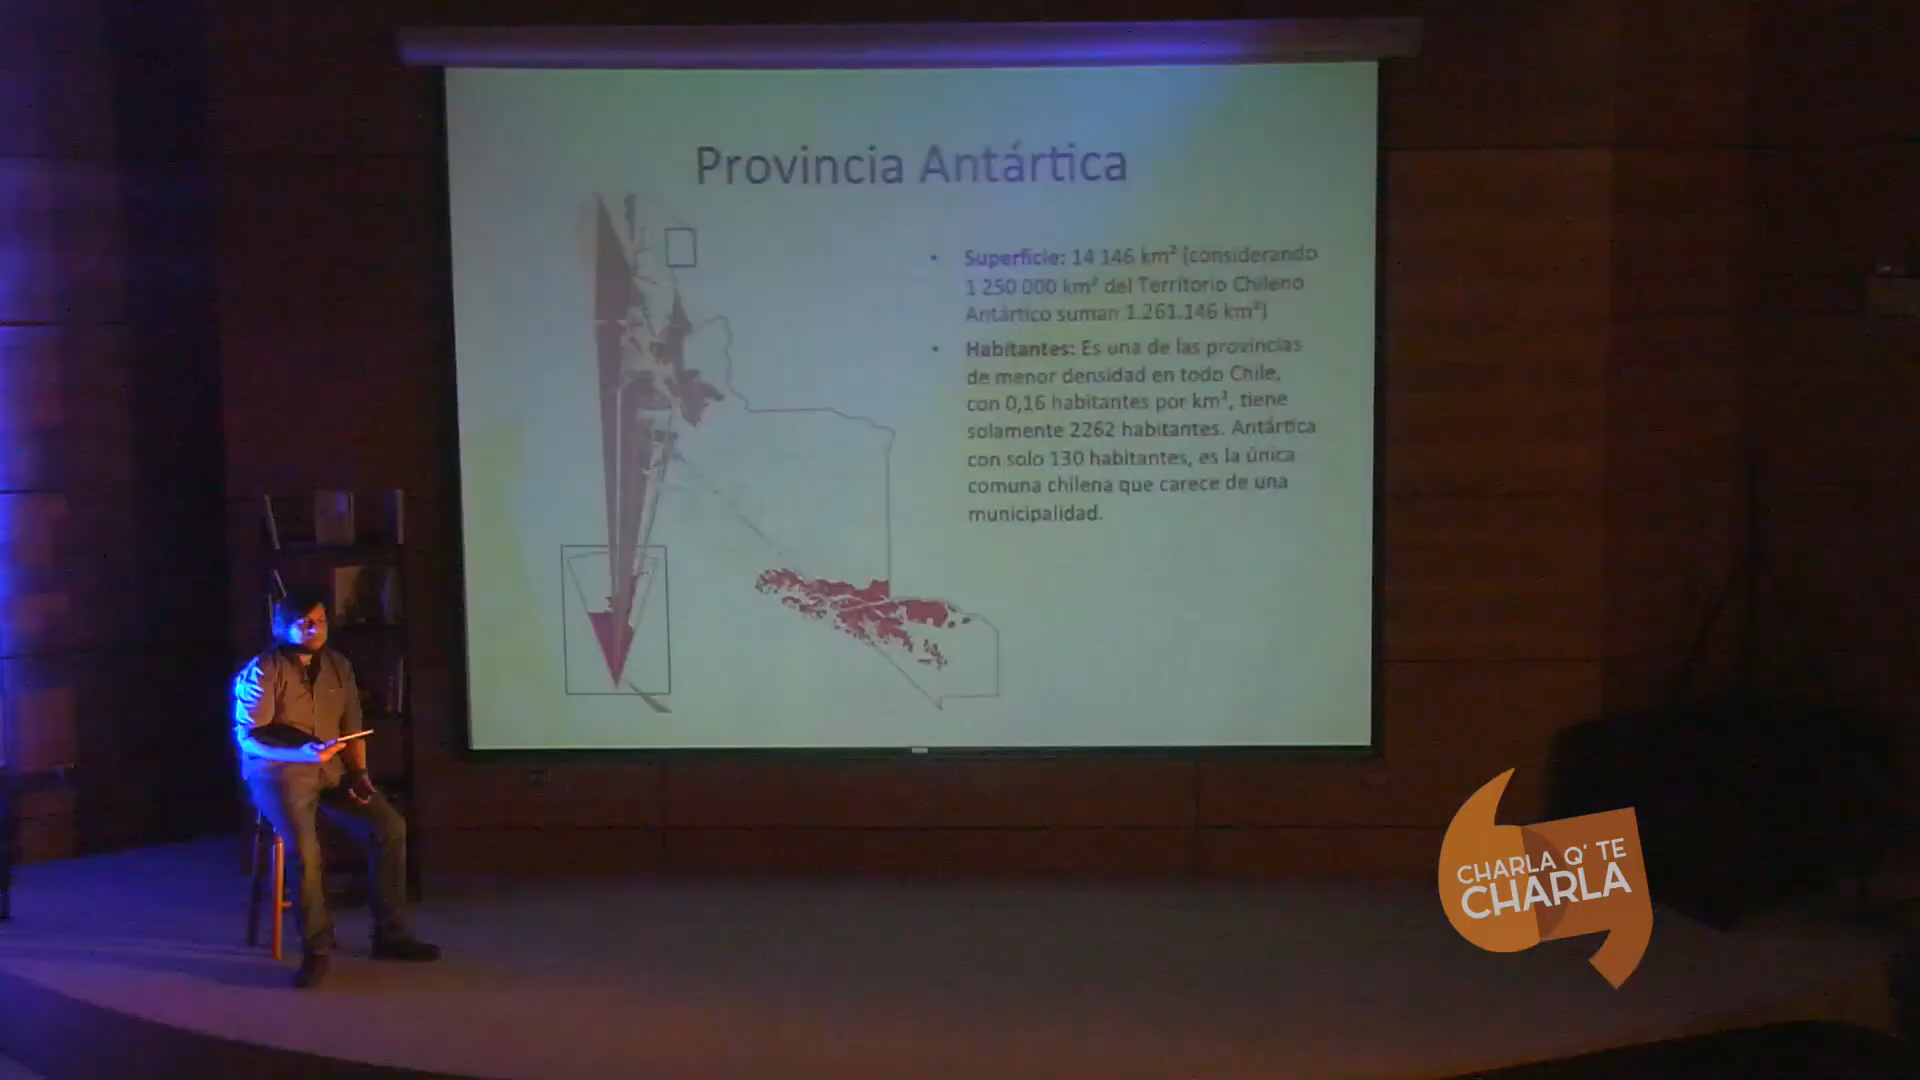 Provincia Antártica
• Superficie: 14 146 km² (considerando
1 250 000 km² del Territorio Chileno
Antártico suman 1.261.146 km²)
• Habitantes: Es una de las provincias
de menor densidad en todo Chile,
con 0,16 habitantes por km², tiene
solamente 2262 habitantes. Antártica
con solo 130 habitantes, es la única
comuna chilena que carece de una
municipalidad.
CHARLA Q' TE
CHARLA